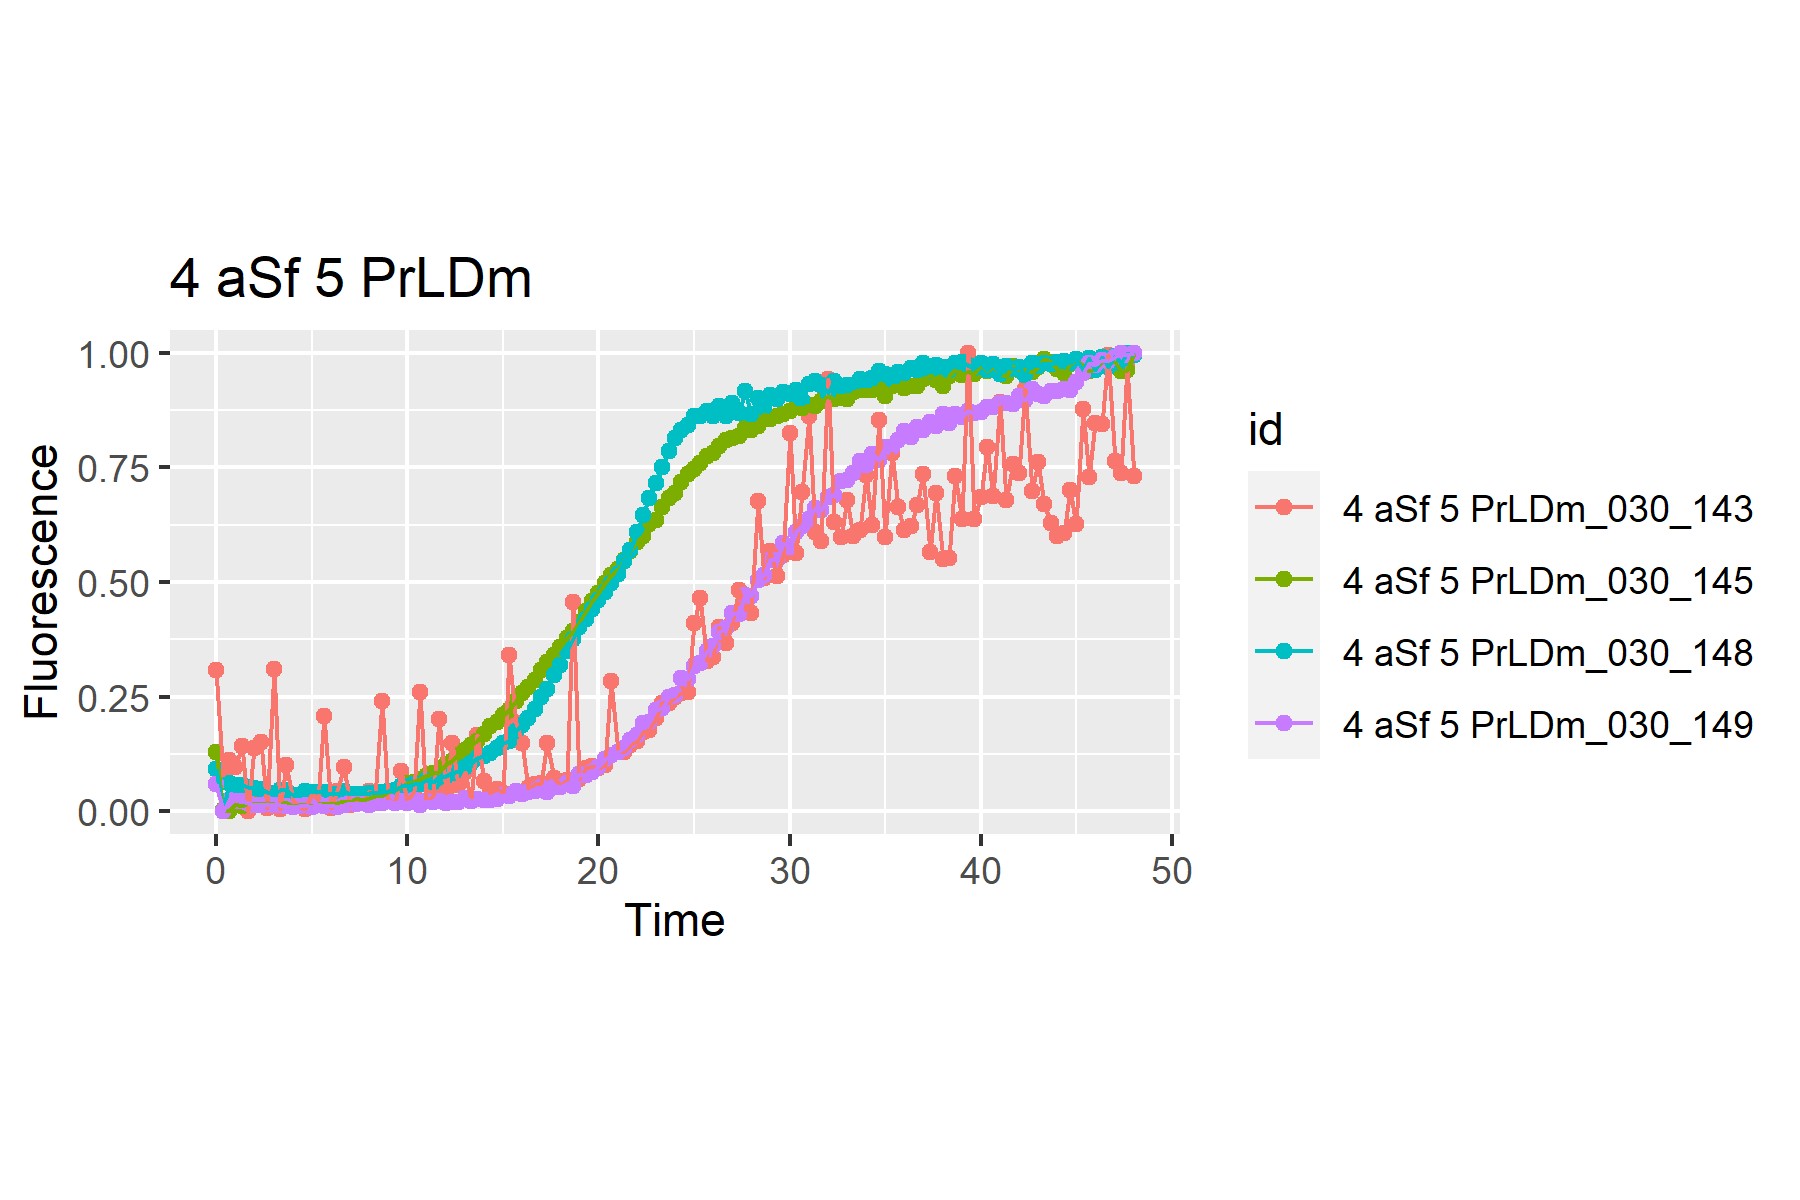 4 aSf 5 PrLDm
1.00
0.75
0.50
0.25
0.00
Fluorescence
0 10 20 30 40 50
Time
id
4 aSf 5 PrLDm_030_143
4 aSf 5 PrLDm_030_145
4 aSf 5 PrLDm_030_148
4 aSf 5 PrLDm_030_149